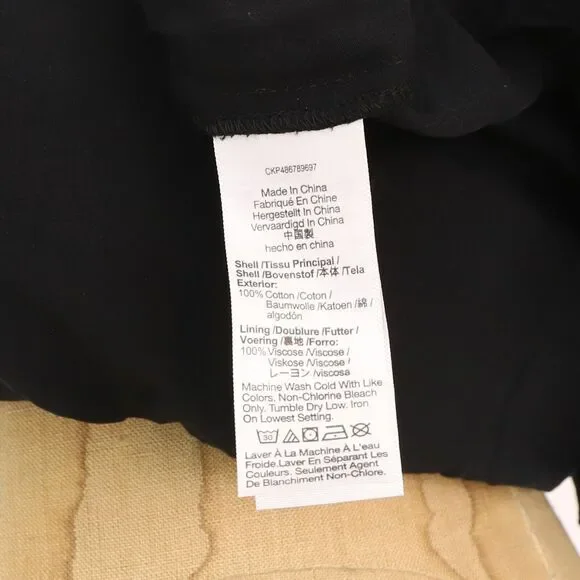 CKP486789697
Made In China
Fabriqué En Chine
Hergestellt In China
Vervaardigd In China
中国製
hecho en china
Shell /Tissu Principal /
Shell /Bovenstof /本体 /Tela
Exterior:
100% Cotton /Coton /
Baumwolle /Katoen /綿 /
algodón
Lining /Doublure /Futter /
Voering /裏地 /Forro:
100% Viscose /Viscose /
Viskose /Viscose /
レーヨン /viscosa
Machine Wash Cold With Like
Colors. Non-Chlorine Bleach
Only. Tumble Dry Low. Iron
On Lowest Setting.
30
Laver À La Machine À L'eau
Froide.Laver En Séparant Les
Couleurs. Seulement Agent
De Blanchiment Non-Chlore.